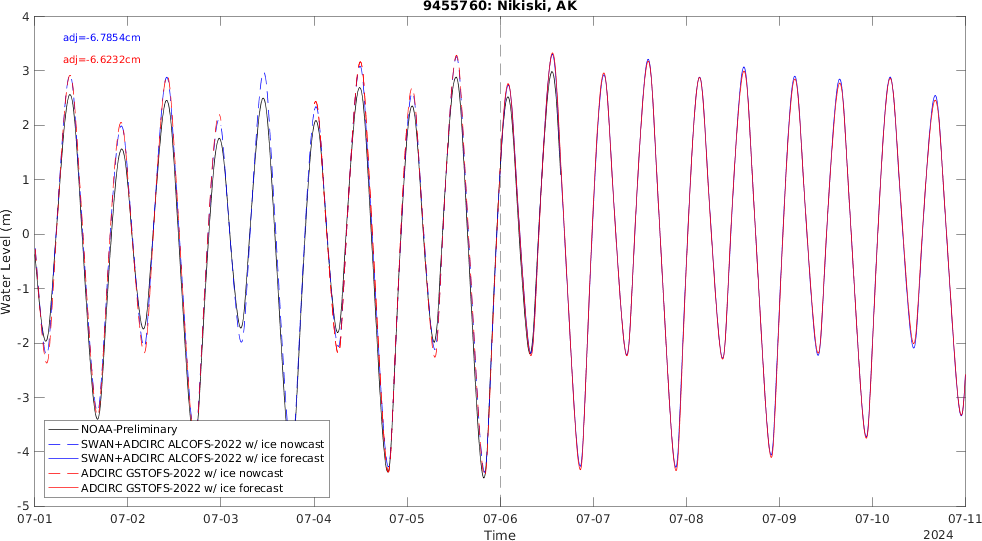 9455760: Nikiski, AK
adj=-6.7854cm
adj=-6.6232cm
Water Level (m)
4
3
2
1
0
-1
-2
-3
-4
-5
NOAA-Preliminary
SWAN+ADCIRC ALCOFS-2022 w/ ice nowcast
SWAN+ADCIRC ALCOFS-2022 w/ ice forecast
ADCIRC GSTOFS-2022 w/ ice nowcast
ADCIRC GSTOFS-2022 w/ ice forecast
07-01 07-02 07-03 07-04 07-05 07-06 07-07 07-08 07-09 07-10 07-11
Time
2024